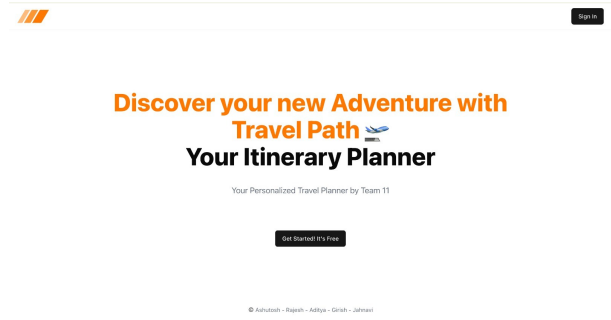 Sign In
Discover your new Adventure with
Travel Path 🛫
Your Itinerary Planner
Your Personalized Travel Planner by Team 11
Get Started! It's Free
© Ashutosh - Rajesh - Aditya - Girish - Jahnavi